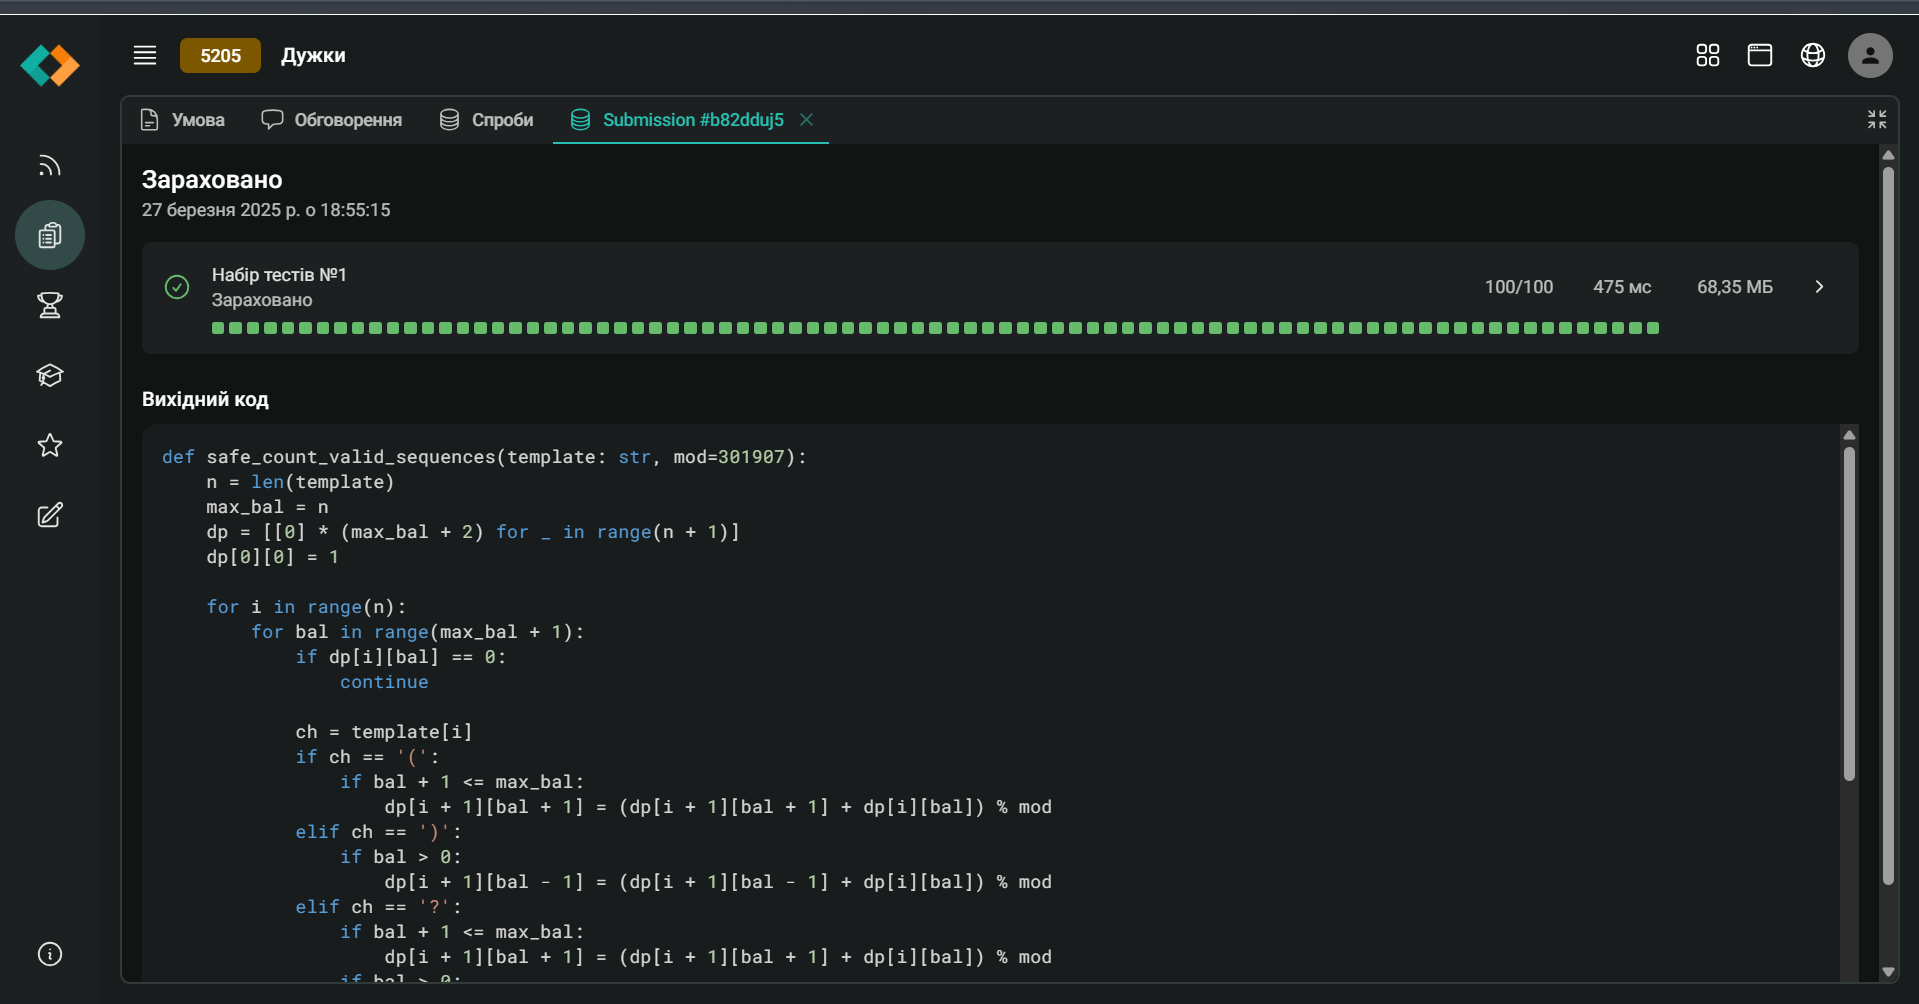 5205 Дужки
Умова Обговорення Спроби Submission #b82dduj5
Зараховано
27 березня 2025 р. о 18:55:15
Набір тестів №1
Зараховано
100/100 475 мс 68,35 МБ
Вихідний код
def safe_count_valid_sequences(template: str, mod=301907):
    n = len(template)
    max_bal = n
    dp = [[0] * (max_bal + 2) for _ in range(n + 1)]
    dp[0][0] = 1
    for i in range(n):
        for bal in range(max_bal + 1):
            if dp[i][bal] == 0:
                continue
            ch = template[i]
            if ch == '(':
                if bal + 1 <= max_bal:
                    dp[i + 1][bal + 1] = (dp[i + 1][bal + 1] + dp[i][bal]) % mod
            elif ch == ')':
                if bal > 0:
                    dp[i + 1][bal - 1] = (dp[i + 1][bal - 1] + dp[i][bal]) % mod
            elif ch == '?':
                if bal + 1 <= max_bal:
                    dp[i + 1][bal + 1] = (dp[i + 1][bal + 1] + dp[i][bal]) % mod
                if bal > 0: